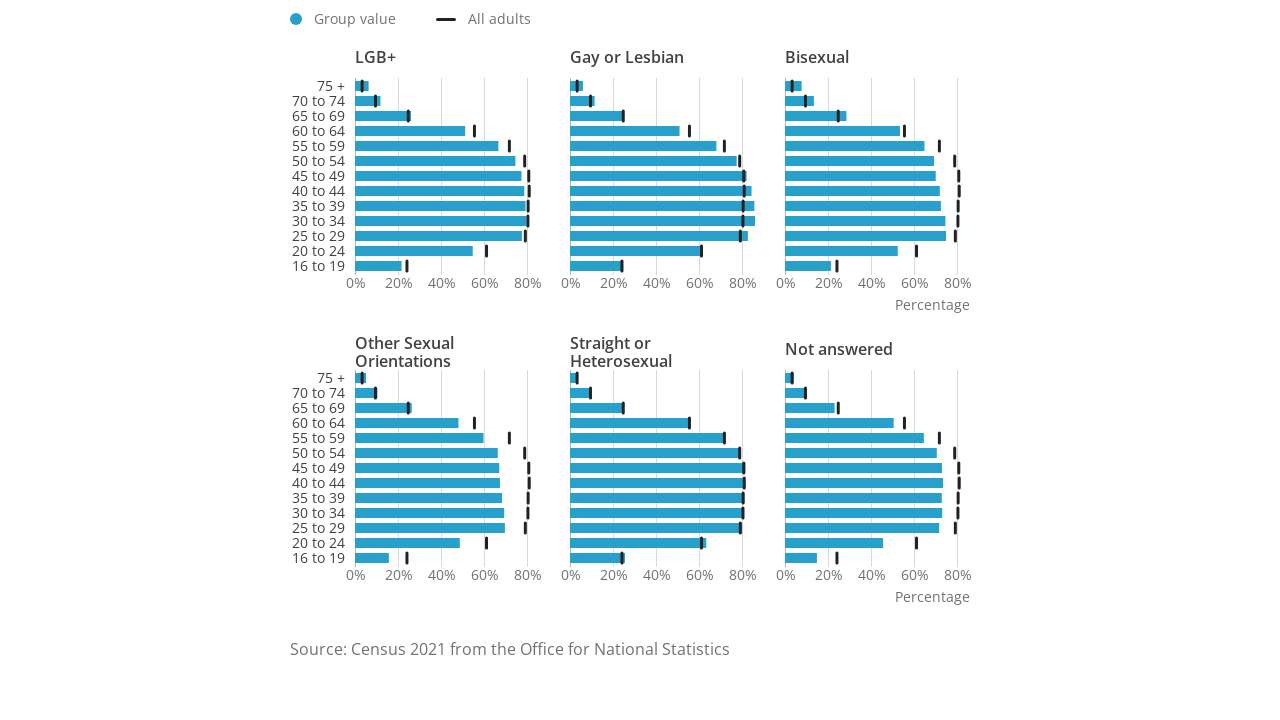 Group value All adults
LGB+ Gay or Lesbian Bisexual
75 +
70 to 74
65 to 69
60 to 64
55 to 59
50 to 54
45 to 49
40 to 44
35 to 39
30 to 34
25 to 29
20 to 24
16 to 19
0% 20% 40% 60% 80% 0% 20% 40% 60% 80% 0% 20% 40% 60% 80%
Percentage
Other Sexual
Orientations
Straight or
Heterosexual
Not answered
75 +
70 to 74
65 to 69
60 to 64
55 to 59
50 to 54
45 to 49
40 to 44
35 to 39
30 to 34
25 to 29
20 to 24
16 to 19
0% 20% 40% 60% 80% 0% 20% 40% 60% 80% 0% 20% 40% 60% 80%
Percentage
Source: Census 2021 from the Office for National Statistics